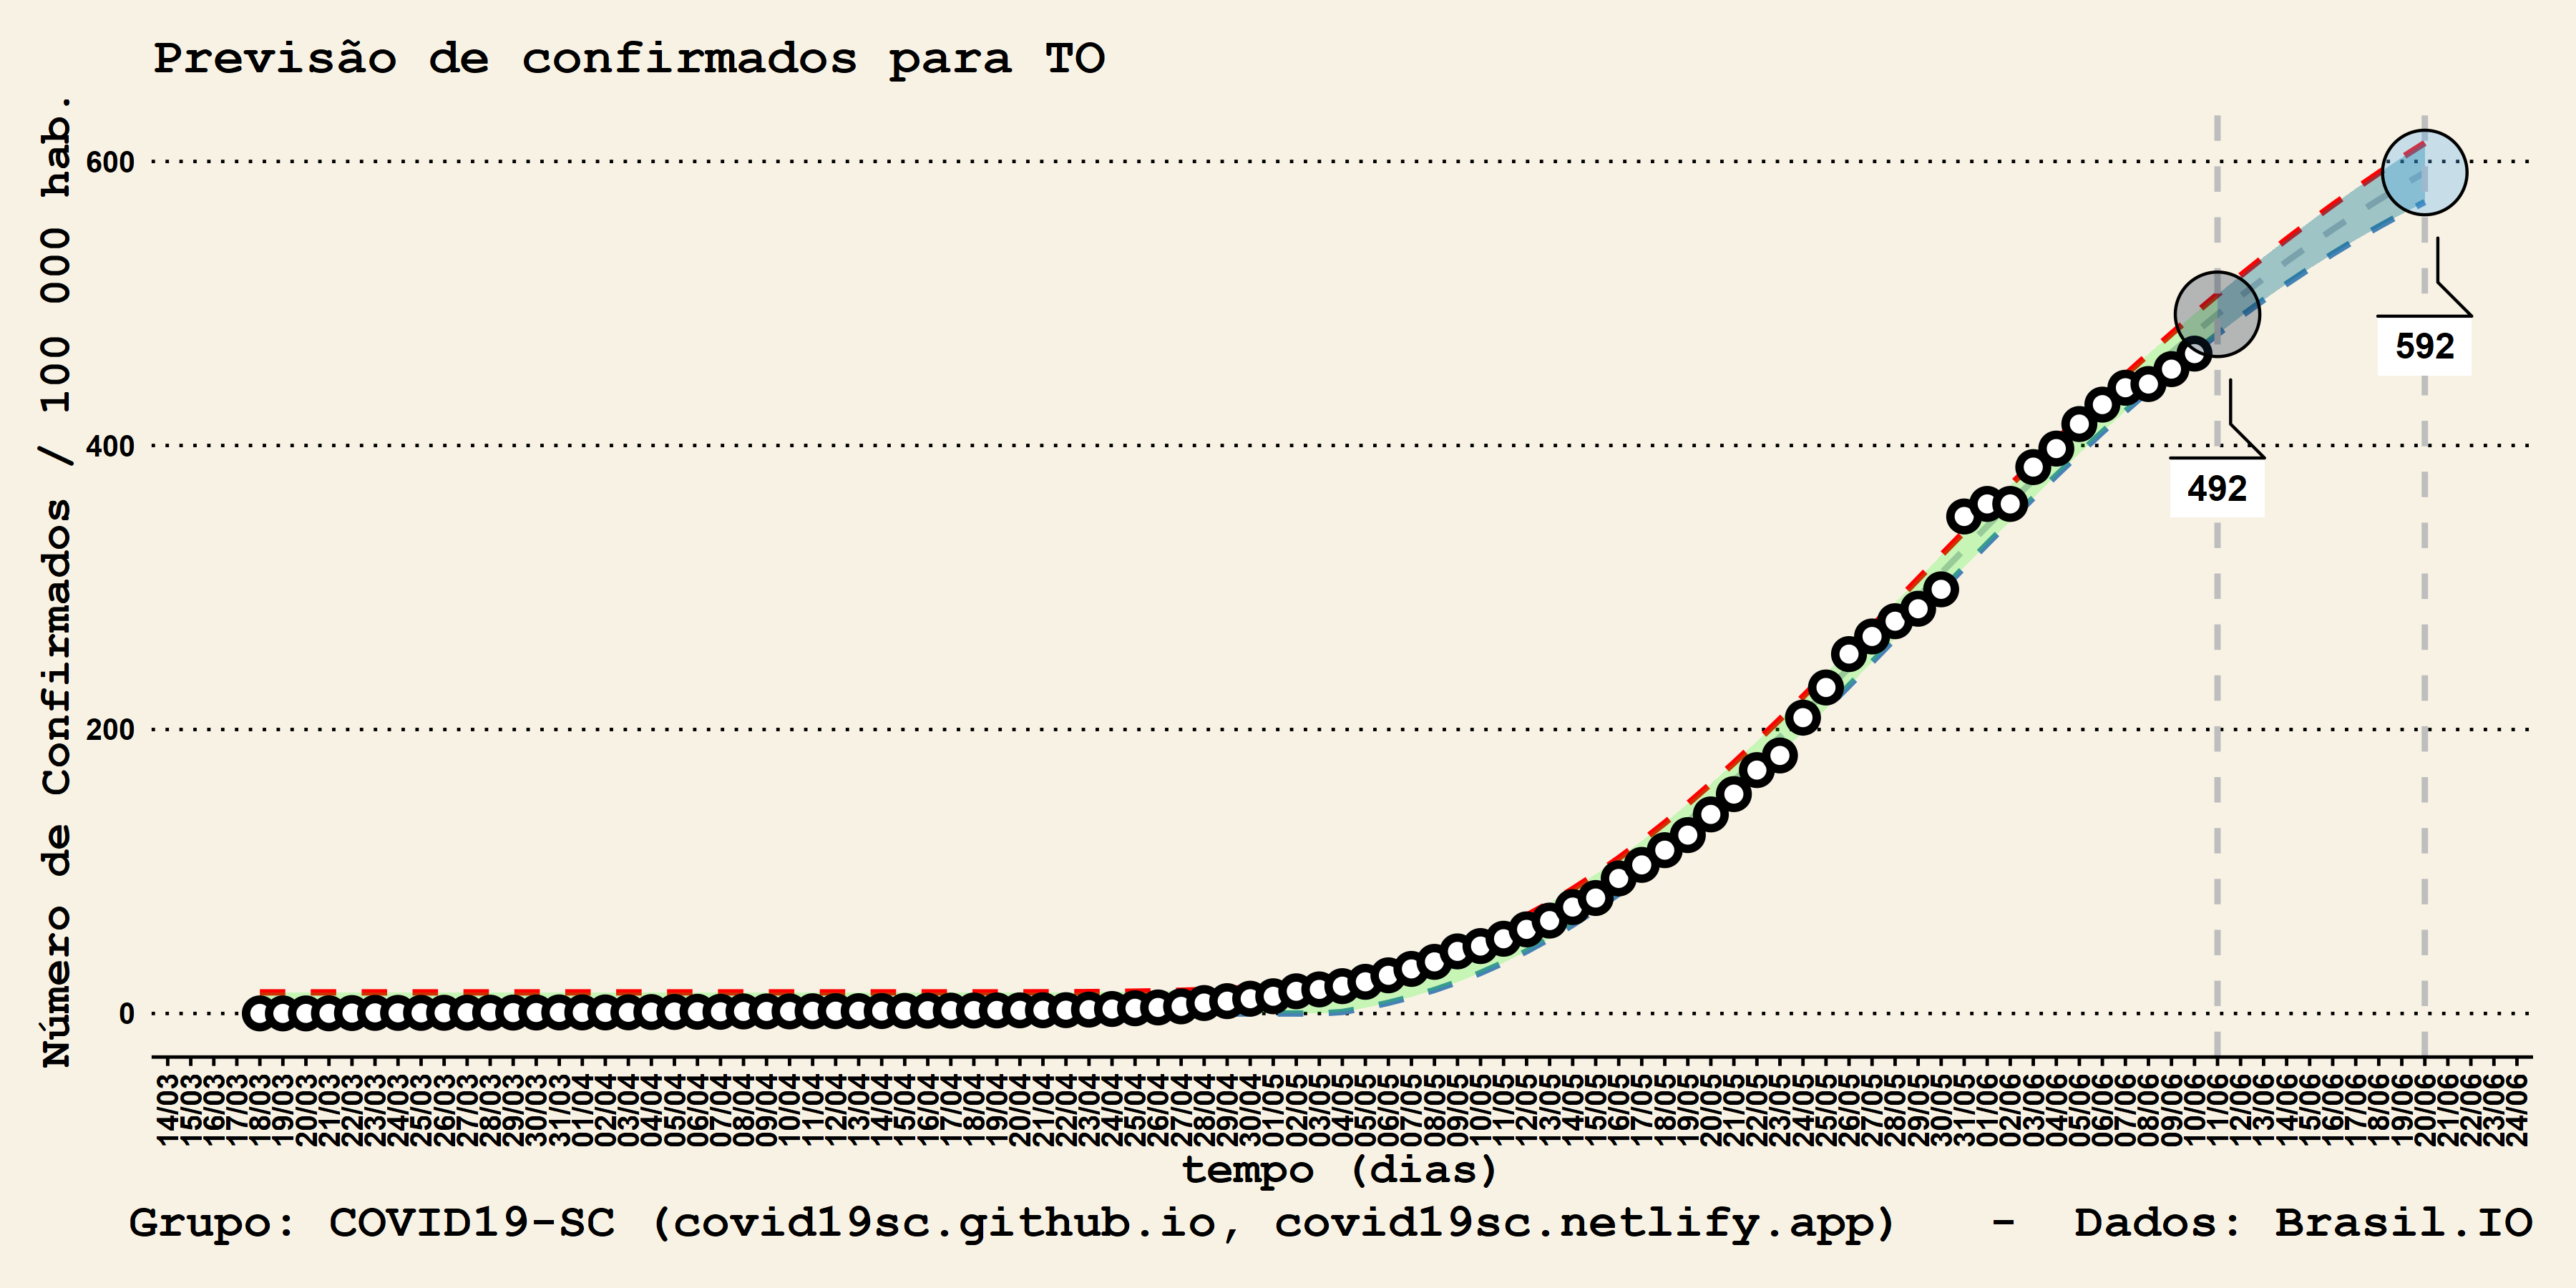 Previsão de confirmados para TO
Número de Confirmados / 100 000 hab.
600
400
200
0
592
492
14/03 15/03 16/03 17/03 18/03 19/03 20/03 21/03 22/03 23/03 24/03 25/03 26/03 27/03 28/03 29/03 30/03 31/03 01/04 02/04 03/04 04/04 05/04 06/04 07/04 08/04 09/04 10/04 11/04 12/04 13/04 14/04 15/04 16/04 17/04 18/04 19/04 20/04 21/04 22/04 23/04 24/04 25/04 26/04 27/04 28/04 29/04 30/04 01/05 02/05 03/05 04/05 05/05 06/05 07/05 08/05 09/05 10/05 11/05 12/05 13/05 14/05 15/05 16/05 17/05 18/05 19/05 20/05 21/05 22/05 23/05 24/05 25/05 26/05 27/05 28/05 29/05 30/05 31/05 01/06 02/06 03/06 04/06 05/06 06/06 07/06 08/06 09/06 10/06 11/06 12/06 13/06 14/06 15/06 16/06 17/06 18/06 19/06 20/06 21/06 22/06 23/06 24/06
tempo (dias)
Grupo: COVID19-SC (covid19sc.github.io, covid19sc.netlify.app) - Dados: Brasil.IO